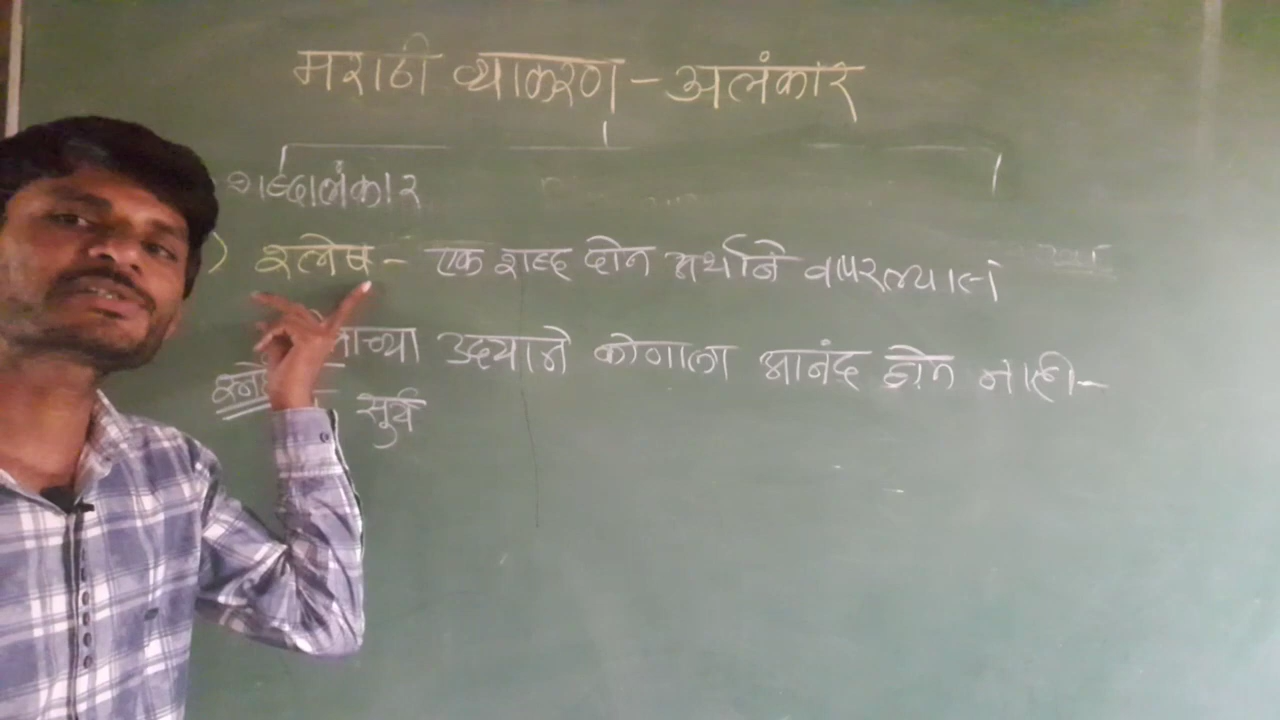 मराठी व्याकरण - अलंकार
शब्दालंकार
) श्लेष - एक शब्द दोन अर्थाने वापरल्यास
उदयाने कोणाला आनंद होत नाही -
सूर्य